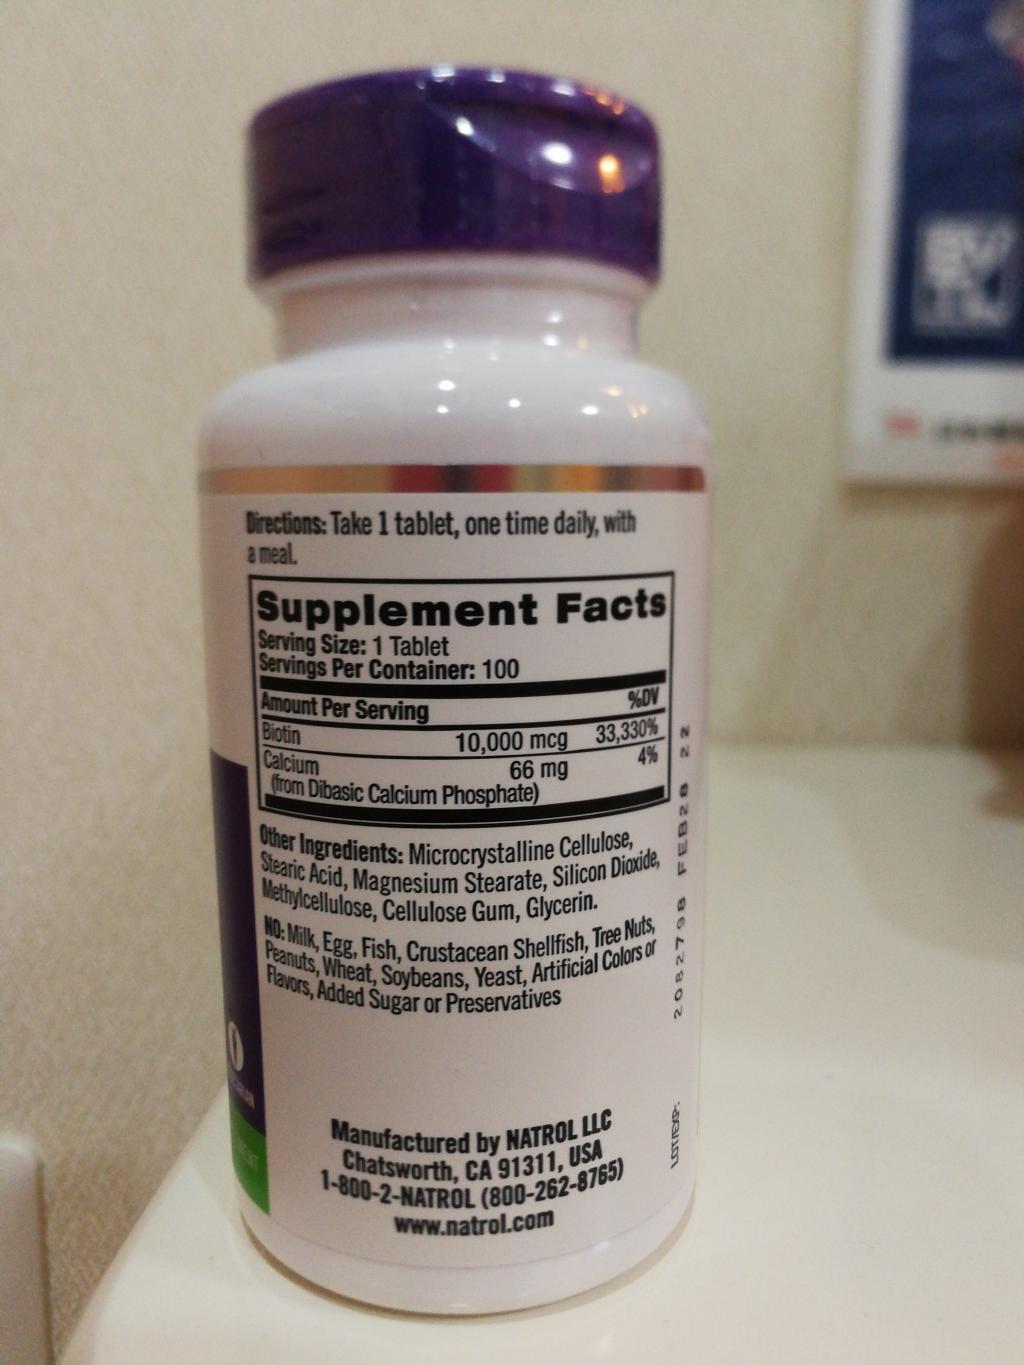 Directions: Take 1 tablet, one time daily, with
a meal.
Supplement Facts
Serving Size: 1 Tablet
Servings Per Container: 100
Amount Per Serving %DV
Biotin 10,000 mcg 33,330%
Calcium 66 mg 4%
(from Dibasic Calcium Phosphate)
Other Ingredients: Microcrystalline Cellulose,
Stearic Acid, Magnesium Stearate, Silicon Dioxide,
Methylcellulose, Cellulose Gum, Glycerin.
NO: Milk, Egg, Fish, Crustacean Shellfish, Tree Nuts,
Peanuts, Wheat, Soybeans, Yeast, Artificial Colors or
Flavors, Added Sugar or Preservatives
Manufactured by NATROL LLC
Chatsworth, CA 91311, USA
1-800-2-NATROL (800-262-8765)
www.natrol.com
LOT/EXP:
2082798 FEB28 22